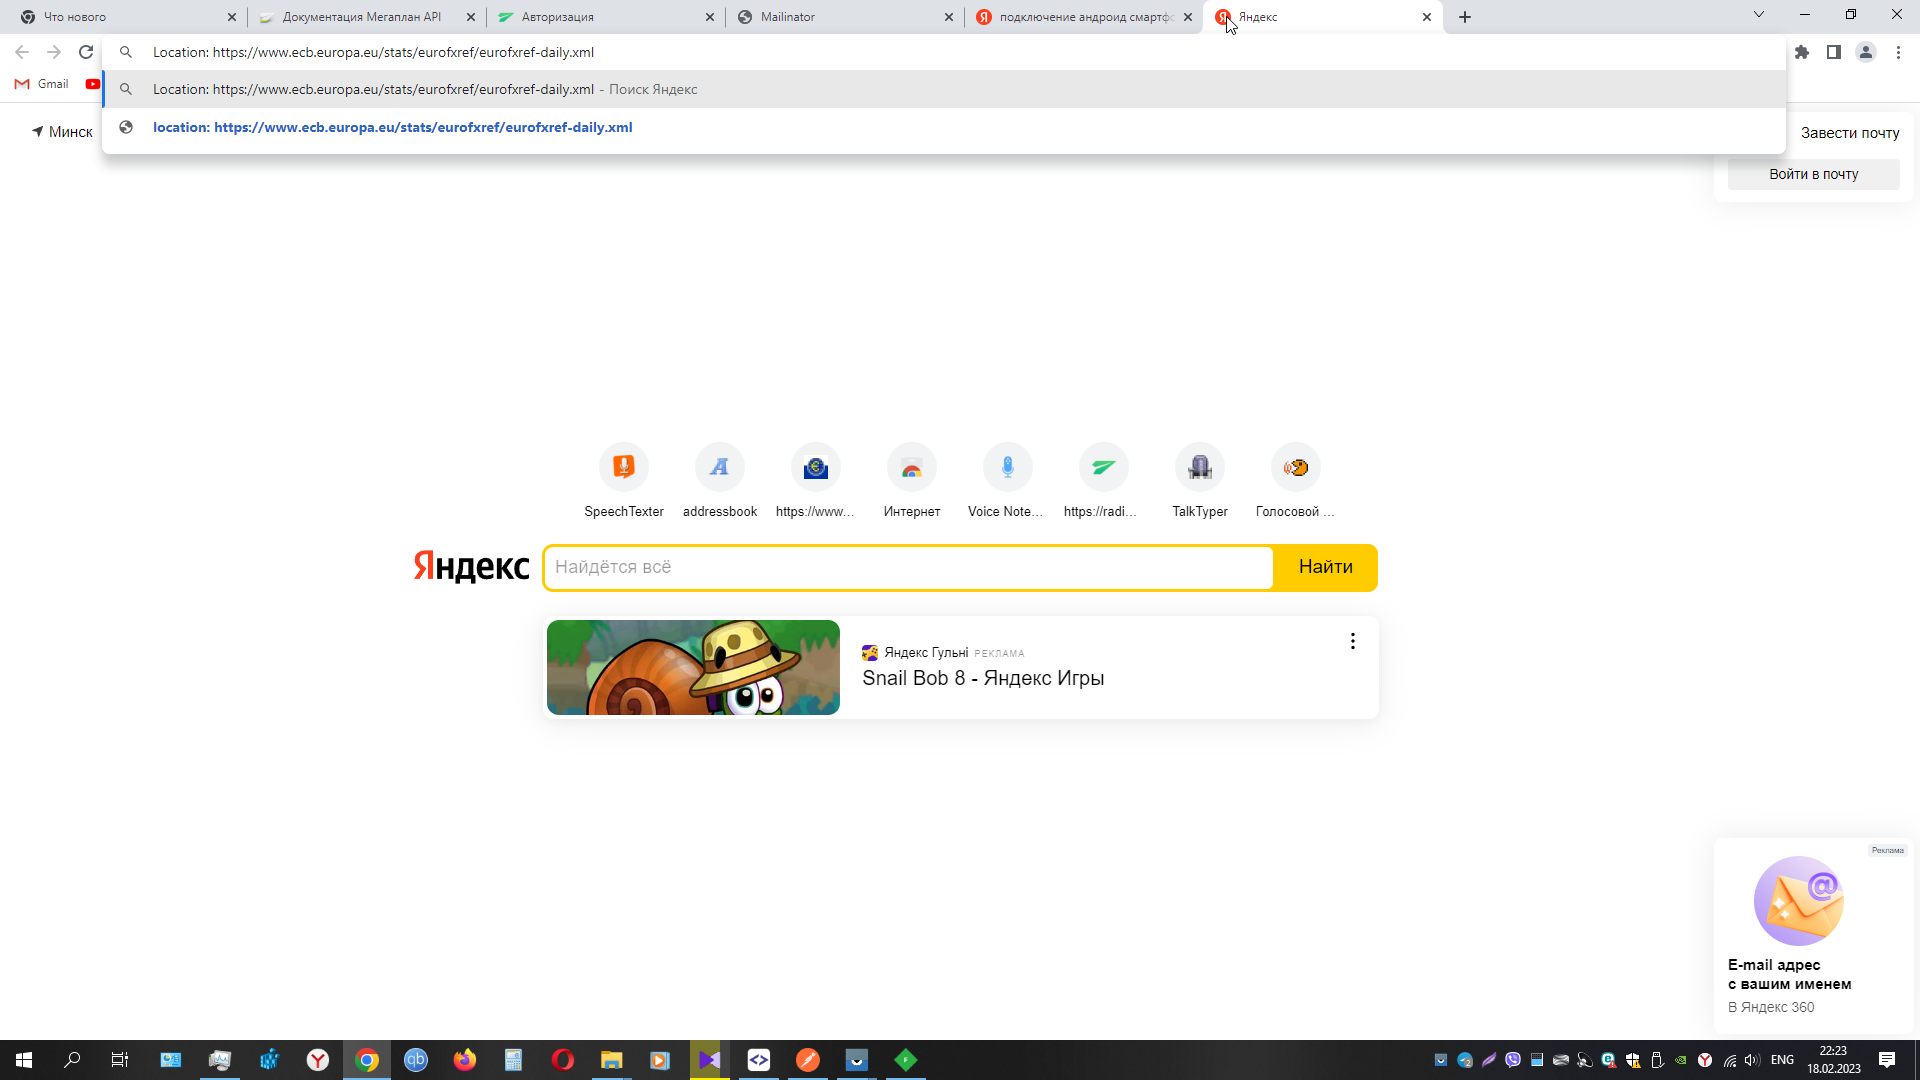 Что нового
Документация Мегаплан API
Авторизация
Mailinator
подключение андроид смартфо
Яндекс
Location: https://www.ecb.europa.eu/stats/eurofxref/eurofxref-daily.xml
Gmail
Location: https://www.ecb.europa.eu/stats/eurofxref/eurofxref-daily.xml - Поиск Яндекс
location: https://www.ecb.europa.eu/stats/eurofxref/eurofxref-daily.xml
Минск
Завести почту
Войти в почту
SpeechTexter
addressbook
https://www...
Интернет
Voice Note...
https://radi...
TalkTyper
Голосовой ...
Яндекс
Найдётся всё
Найти
Яндекс Гульнi РЕКЛАМА
Snail Bob 8 - Яндекс Игры
Реклама
E-mail адрес
с вашим именем
В Яндекс 360
qb
ENG
22:23
18.02.2023